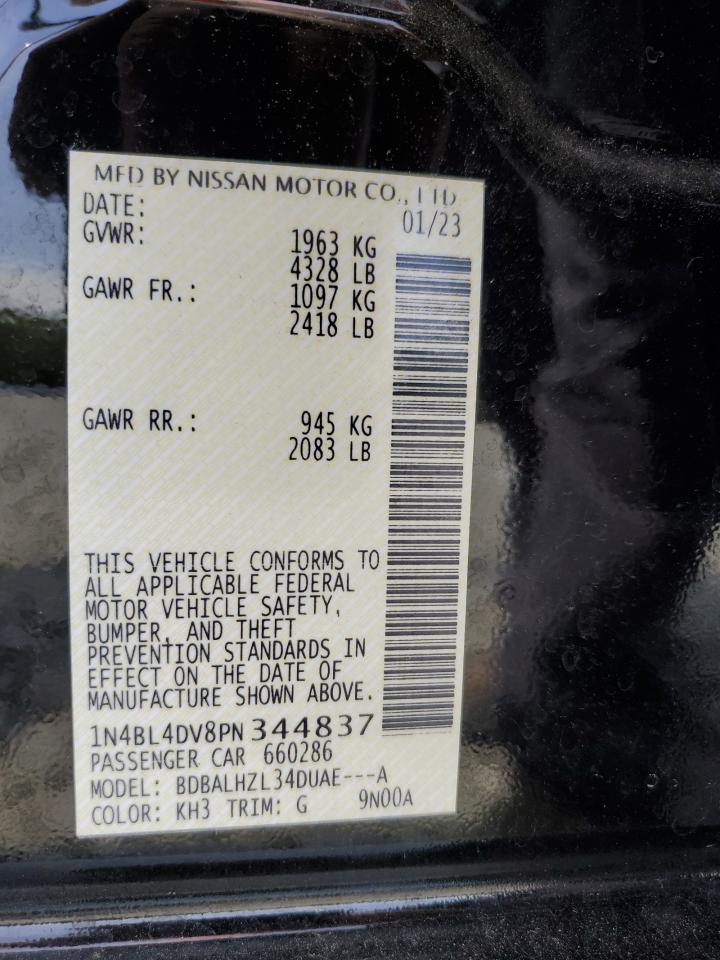 MFD BY NISSAN MOTOR CO., LTD
DATE: 01/23
GVWR: 1963 KG
4328 LB
GAWR FR.: 1097 KG
2418 LB
GAWR RR.: 945 KG
2083 LB
THIS VEHICLE CONFORMS TO
ALL APPLICABLE FEDERAL
MOTOR VEHICLE SAFETY,
BUMPER, AND THEFT
PREVENTION STANDARDS IN
EFFECT ON THE DATE OF
MANUFACTURE SHOWN ABOVE.
1N4BL4DV8PN 344837
PASSENGER CAR 660286
MODEL: BDBALHZL34DUAE---A
COLOR: KH3 TRIM: G 9N00A